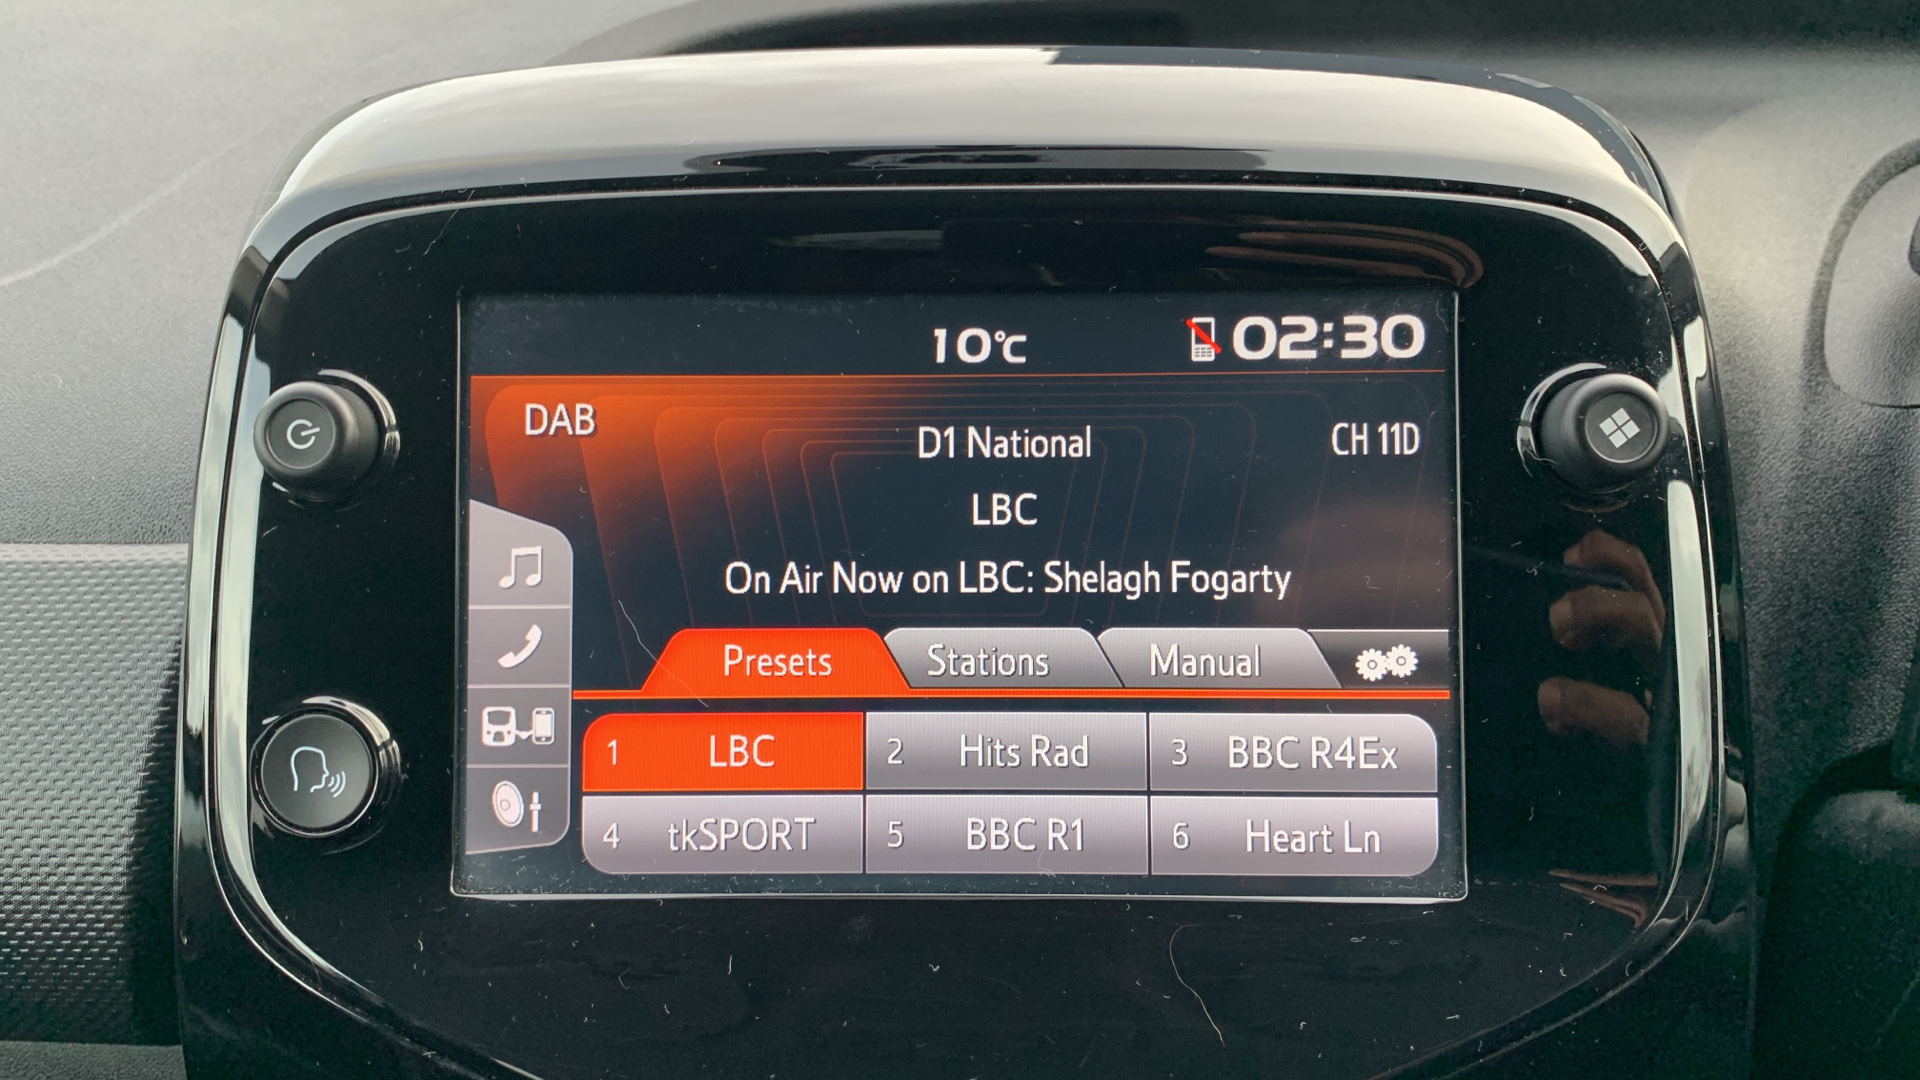 10°C 02:30
DAB
D1 National
CH 11D
LBC
On Air Now on LBC: Shelagh Fogarty
Presets Stations Manual
1 LBC 2 Hits Rad 3 BBC R4Ex
4 tkSPORT 5 BBC R1 6 Heart Ln